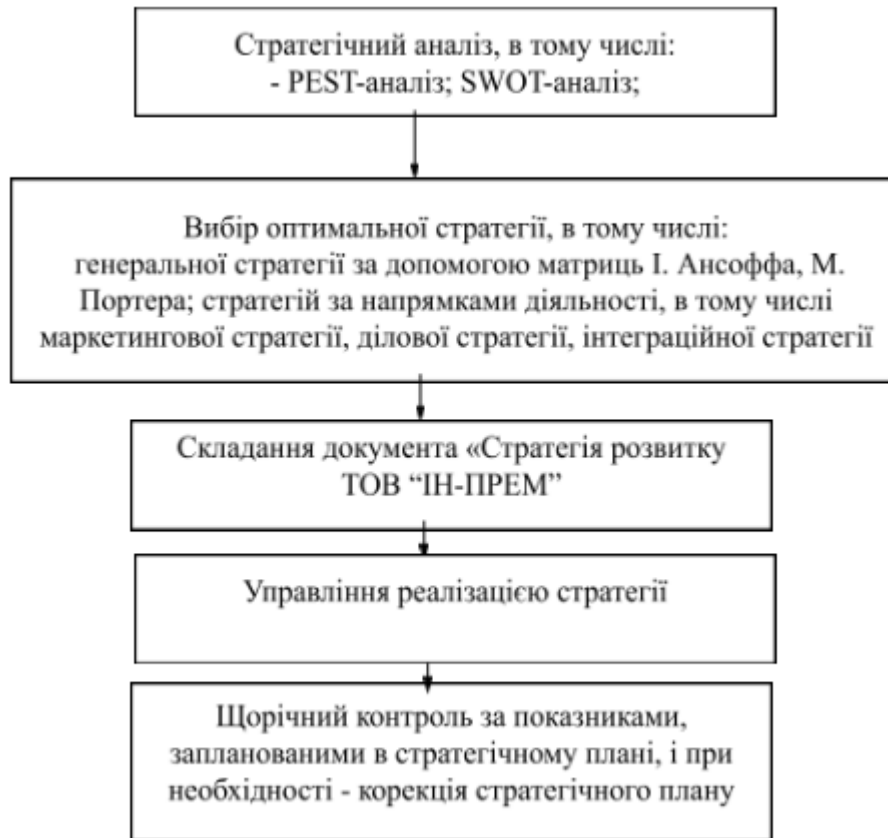 Стратегічний аналіз, в тому числі:
- PEST-аналіз; SWOT-аналіз;
Вибір оптимальної стратегії, в тому числі:
генеральної стратегії за допомогою матриць І. Ансоффа, М.
Портера; стратегій за напрямками діяльності, в тому числі
маркетингової стратегії, ділової стратегії, інтеграційної стратегії
Складання документа «Стратегія розвитку
ТОВ “ІН-ПРЕМ”
Управління реалізацією стратегії
Щорічний контроль за показниками,
запланованими в стратегічному плані, і при
необхідності - корекція стратегічного плану